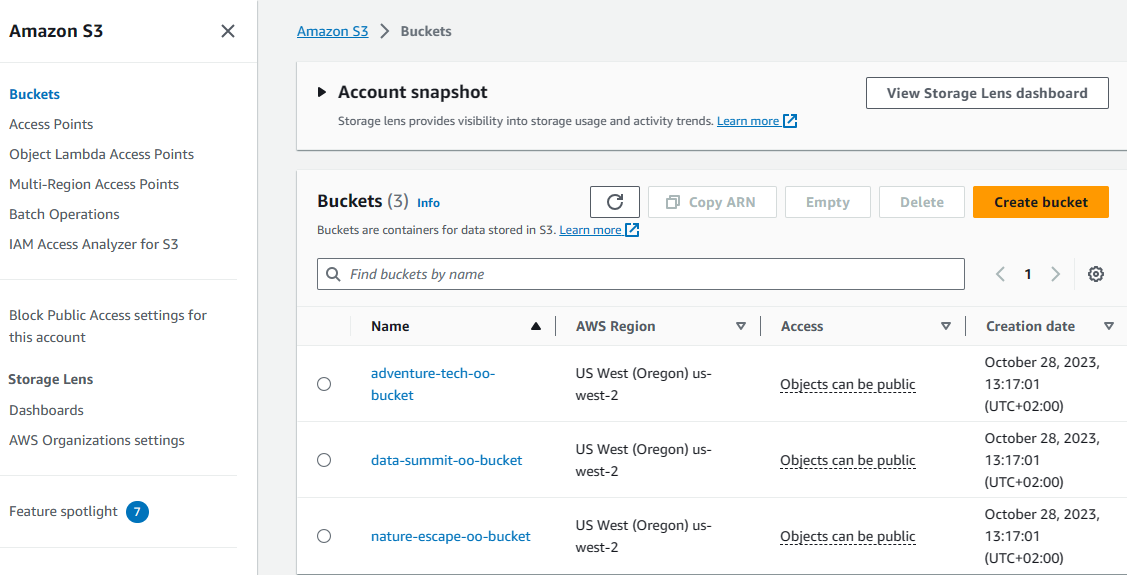 Amazon S3
Buckets
Access Points
Object Lambda Access Points
Multi-Region Access Points
Batch Operations
IAM Access Analyzer for S3
Block Public Access settings for
this account
Storage Lens
Dashboards
AWS Organizations settings
Feature spotlight 7
Amazon S3 Buckets
Account snapshot
View Storage Lens dashboard
Storage lens provides visibility into storage usage and activity trends. Learn more
Buckets (3) Info
Copy ARN Empty Delete Create bucket
Buckets are containers for data stored in S3. Learn more
Find buckets by name
1
Name AWS Region Access Creation date
adventure-tech-oo-
bucket
US West (Oregon) us-
west-2
Objects can be public
October 28, 2023,
13:17:01
(UTC+02:00)
data-summit-oo-bucket
US West (Oregon) us-
west-2
Objects can be public
October 28, 2023,
13:17:01
(UTC+02:00)
nature-escape-oo-bucket
US West (Oregon) us-
west-2
Objects can be public
October 28, 2023,
13:17:01
(UTC+02:00)